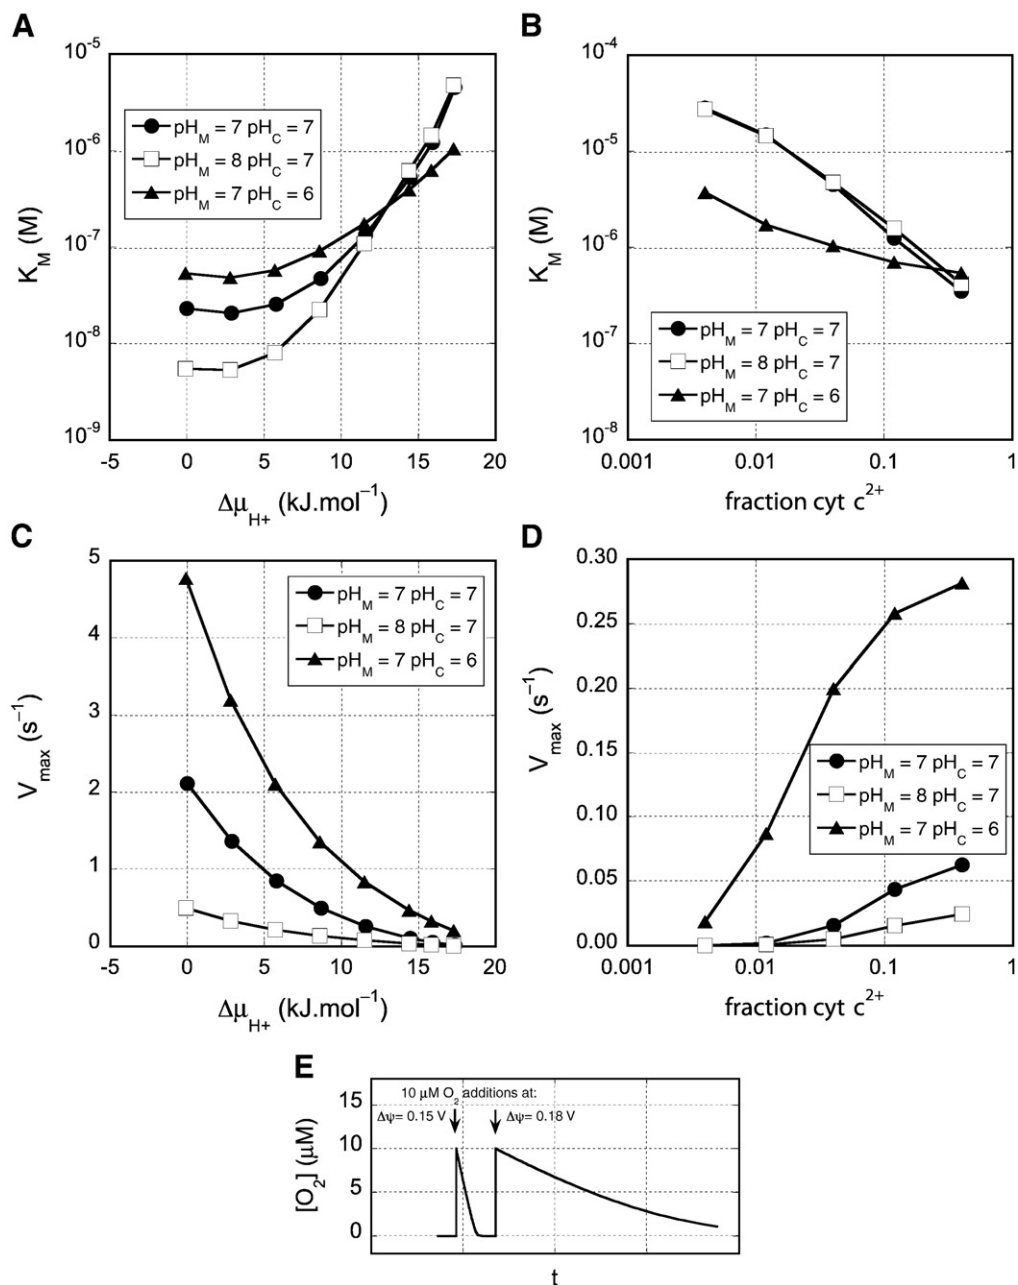 A
10⁻⁵
10⁻⁶
10⁻⁷
10⁻⁸
10⁻⁹
K_M (M)
pH_M = 7 pH_C = 7
pH_M = 8 pH_C = 7
pH_M = 7 pH_C = 6
-5 0 5 10 15 20
Δμ_H+ (kJ.mol⁻¹)
B
10⁻⁴
10⁻⁵
10⁻⁶
10⁻⁷
10⁻⁸
K_M (M)
pH_M = 7 pH_C = 7
pH_M = 8 pH_C = 7
pH_M = 7 pH_C = 6
0.001 0.01 0.1 1
fraction cyt c²⁺
C
5
4
3
2
1
0
V_max (s⁻¹)
pH_M = 7 pH_C = 7
pH_M = 8 pH_C = 7
pH_M = 7 pH_C = 6
-5 0 5 10 15 20
Δμ_H+ (kJ.mol⁻¹)
D
0.30
0.25
0.20
0.15
0.10
0.05
0.00
V_max (s⁻¹)
pH_M = 7 pH_C = 7
pH_M = 8 pH_C = 7
pH_M = 7 pH_C = 6
0.001 0.01 0.1 1
fraction cyt c²⁺
E
10 μM O₂ additions at:
Δψ= 0.15 V Δψ= 0.18 V
15
10
5
0
[O₂] (μM)
t